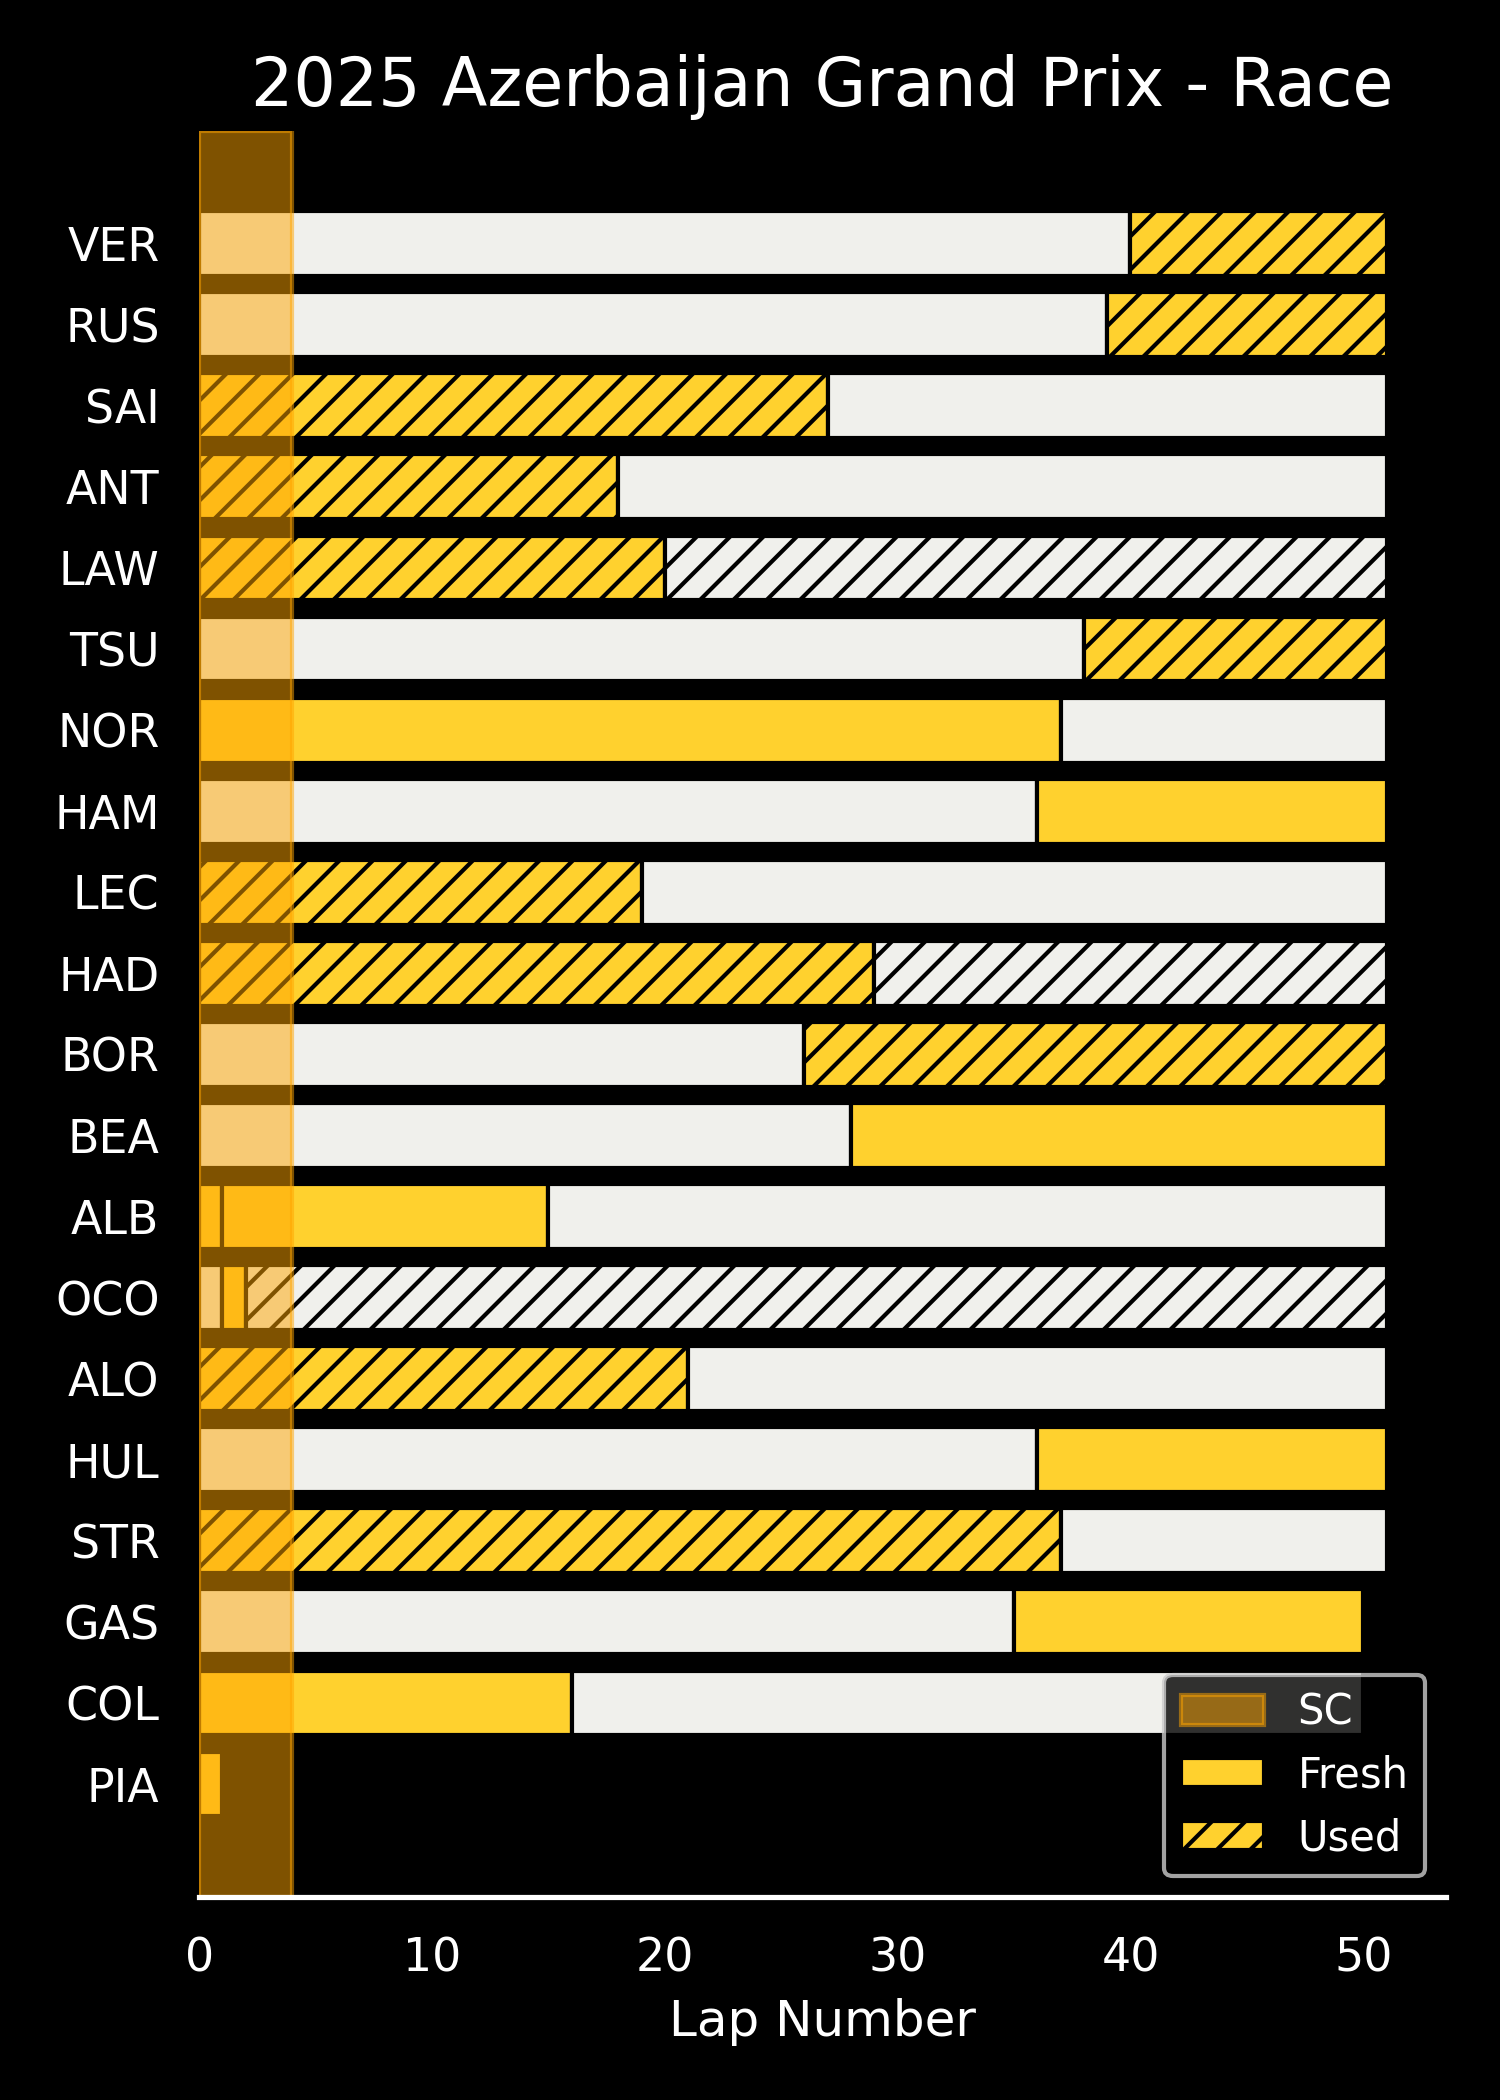 2025 Azerbaijan Grand Prix - Race
VER
RUS
SAI
ANT
LAW
TSU
NOR
HAM
LEC
HAD
BOR
BEA
ALB
OCO
ALO
HUL
STR
GAS
COL
PIA
SC
Fresh
Used
0 10 20 30 40 50
Lap Number